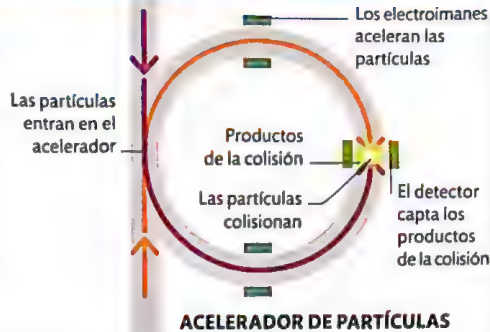 Los electroimanes
aceleran las
partículas
Las partículas
entran en el
acelerador
Productos
de la colisión
Las partículas
colisionan
El detector
capta los
productos
de la colisión
ACELERADOR DE PARTÍCULAS